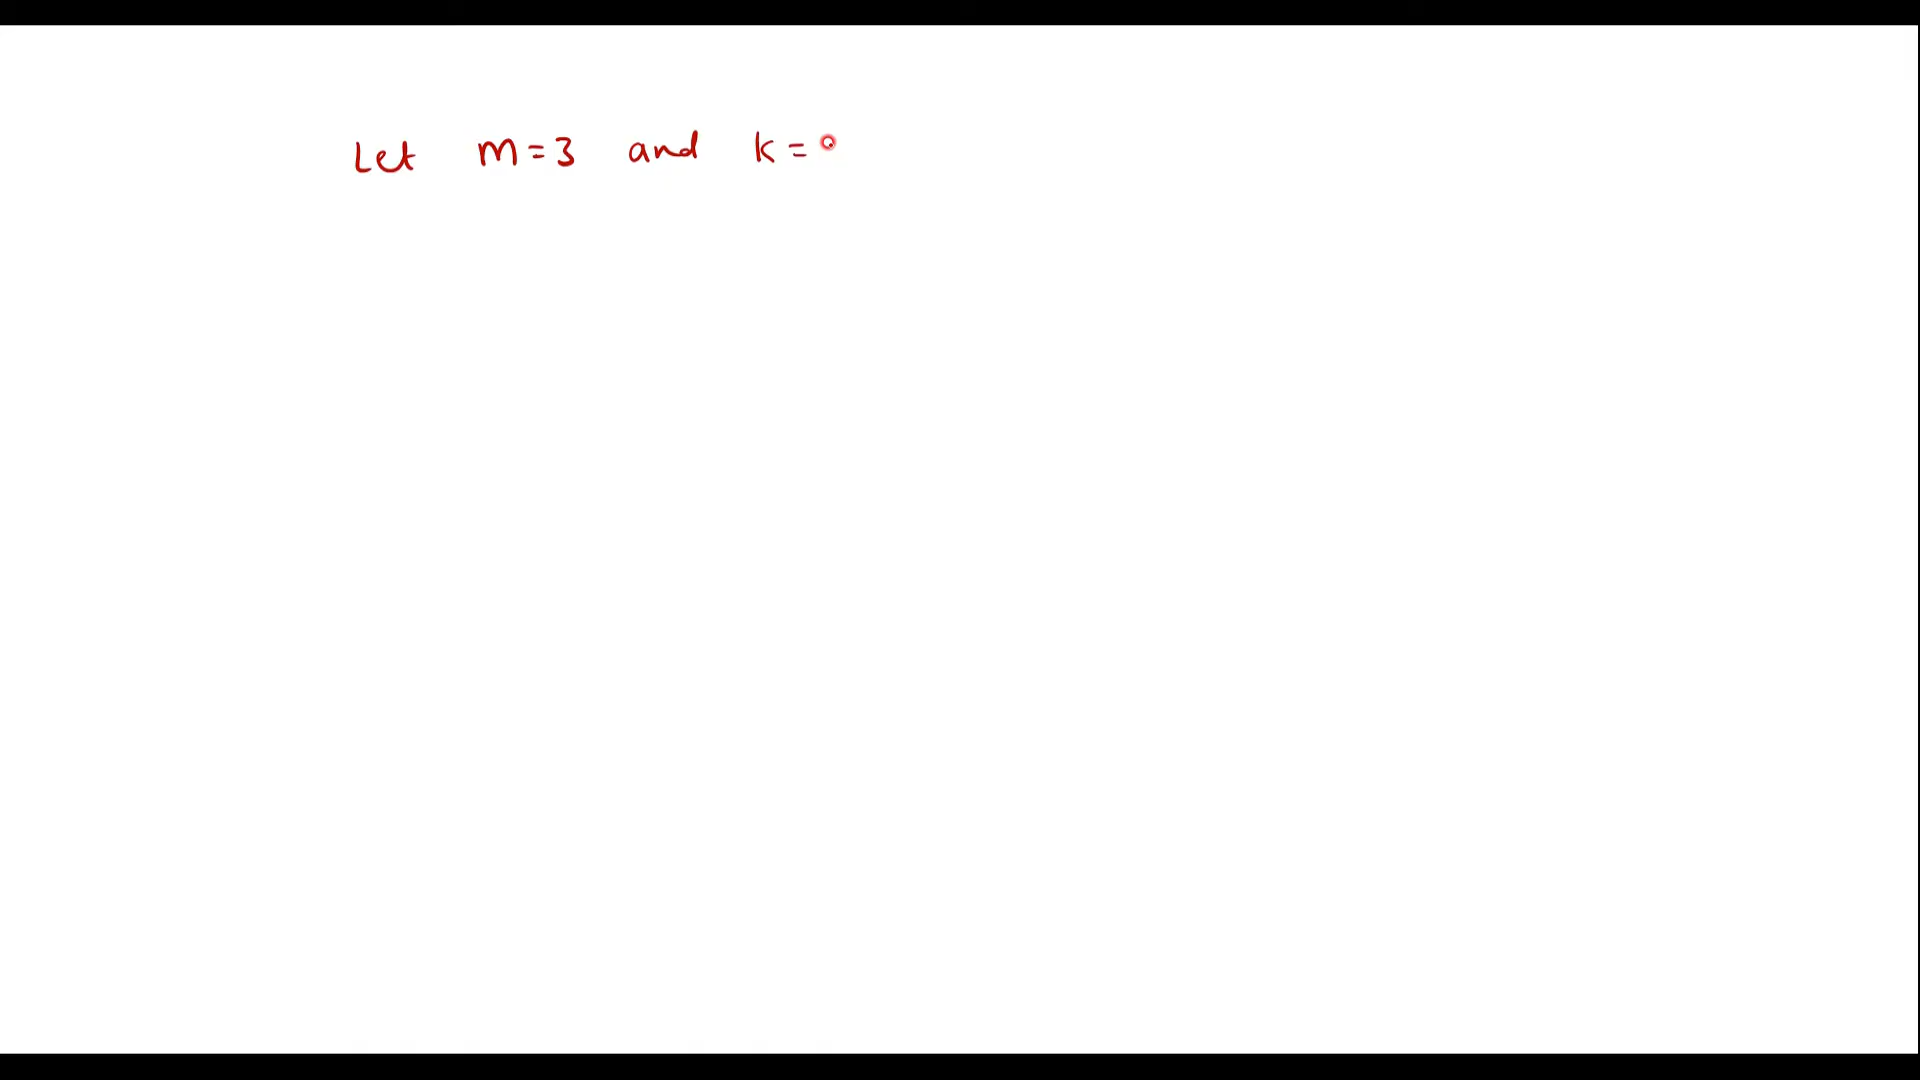 Let m=3 and k=